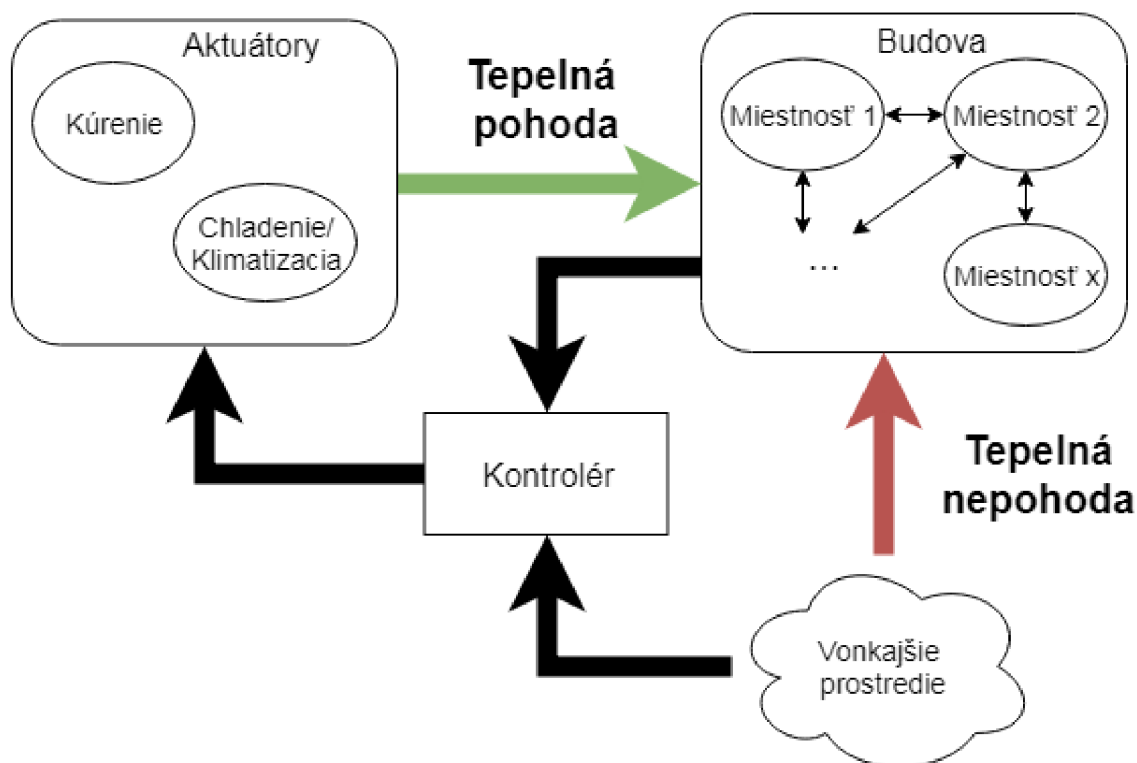 Aktuátory
Kúrenie
Chladenie/
Klimatizacia
Tepelná
pohoda
Budova
Miestnosť 1
Miestnosť 2
...
Miestnosť x
Kontrolér
Tepelná
nepohoda
Vonkajšie
prostredie